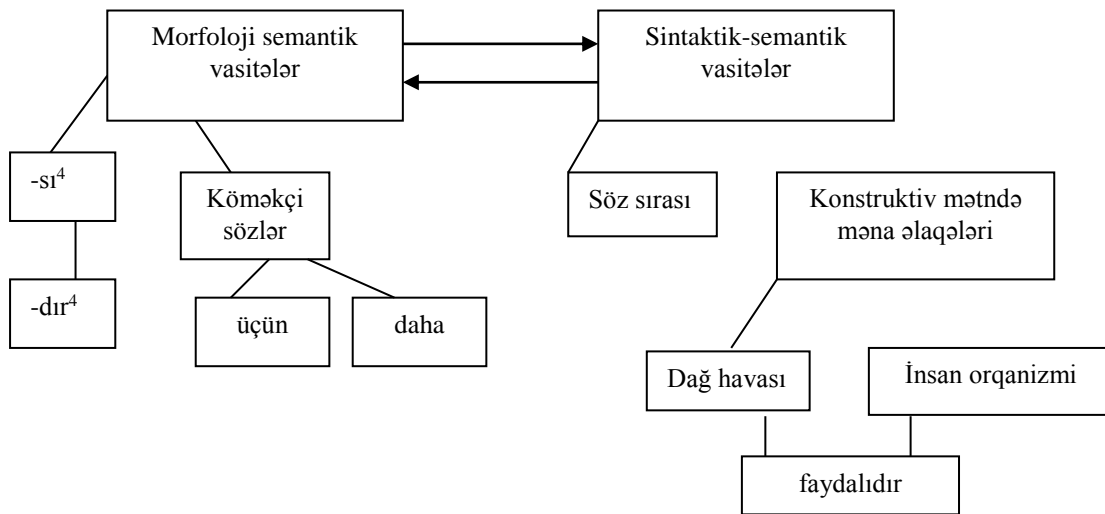 Morfoloji semantik
vasitələr
Sintaktik-semantik
vasitələr
-sı⁴
Köməkçi
sözlər
Söz sırası
Konstruktiv mətndə
məna əlaqələri
-dır⁴
üçün
daha
Dağ havası
İnsan orqanizmi
faydalıdır